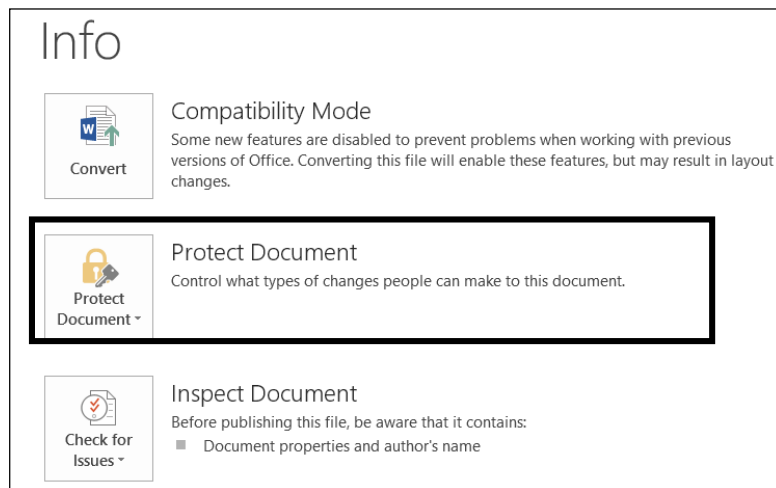 Info
Convert
Compatibility Mode
Some new features are disabled to prevent problems when working with previous
versions of Office. Converting this file will enable these features, but may result in layout
changes.
Protect
Document
Protect Document
Control what types of changes people can make to this document.
Check for
Issues
Inspect Document
Before publishing this file, be aware that it contains:
Document properties and author's name